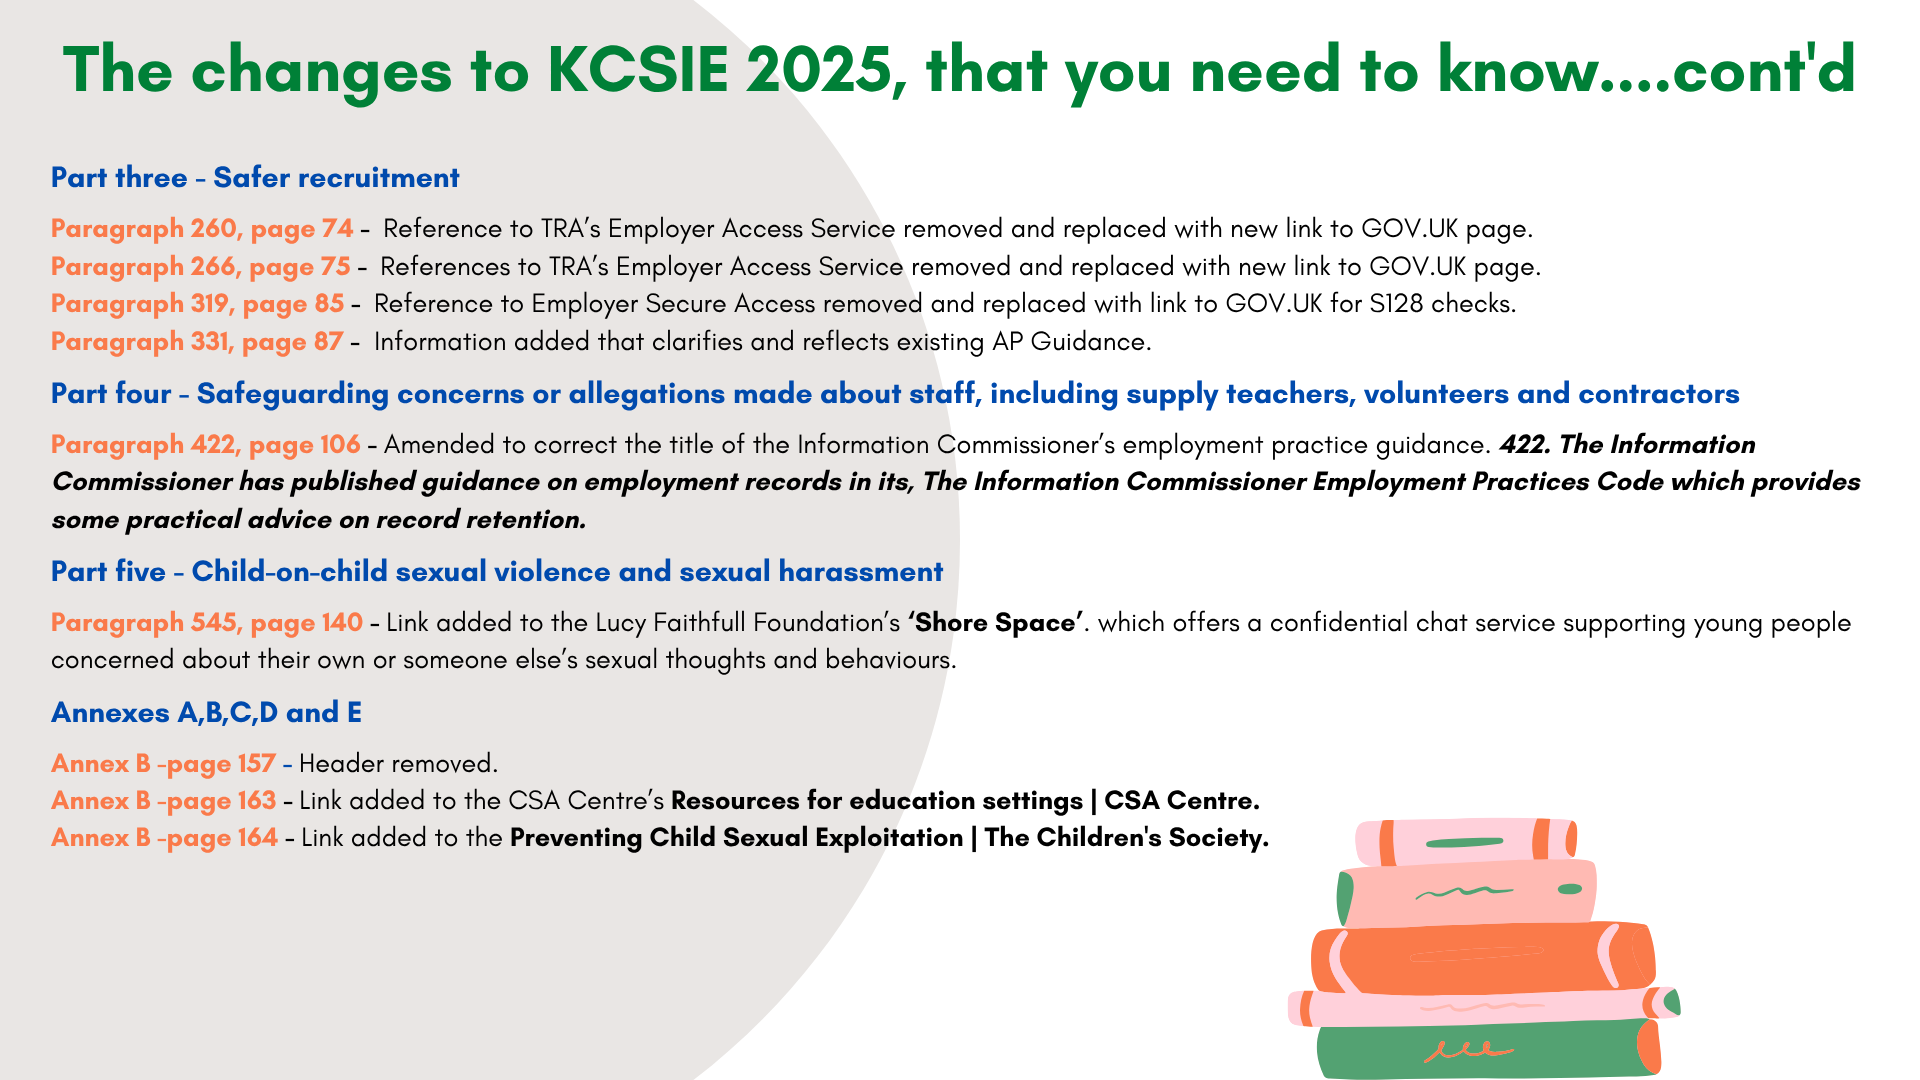 The changes to KCSIE 2025, that you need to know....cont'd
Part three - Safer recruitment
Paragraph 260, page 74 - Reference to TRA’s Employer Access Service removed and replaced with new link to GOV.UK page.
Paragraph 266, page 75 - References to TRA’s Employer Access Service removed and replaced with new link to GOV.UK page.
Paragraph 319, page 85 - Reference to Employer Secure Access removed and replaced with link to GOV.UK for S128 checks.
Paragraph 331, page 87 - Information added that clarifies and reflects existing AP Guidance.
Part four - Safeguarding concerns or allegations made about staff, including supply teachers, volunteers and contractors
Paragraph 422, page 106 - Amended to correct the title of the Information Commissioner’s employment practice guidance. 422. The Information
Commissioner has published guidance on employment records in its, The Information Commissioner Employment Practices Code which provides
some practical advice on record retention.
Part five - Child-on-child sexual violence and sexual harassment
Paragraph 545, page 140 - Link added to the Lucy Faithfull Foundation’s ‘Shore Space’. which offers a confidential chat service supporting young people
concerned about their own or someone else’s sexual thoughts and behaviours.
Annexes A,B,C,D and E
Annex B -page 157 - Header removed.
Annex B -page 163 - Link added to the CSA Centre’s Resources for education settings | CSA Centre.
Annex B -page 164 - Link added to the Preventing Child Sexual Exploitation | The Children's Society.